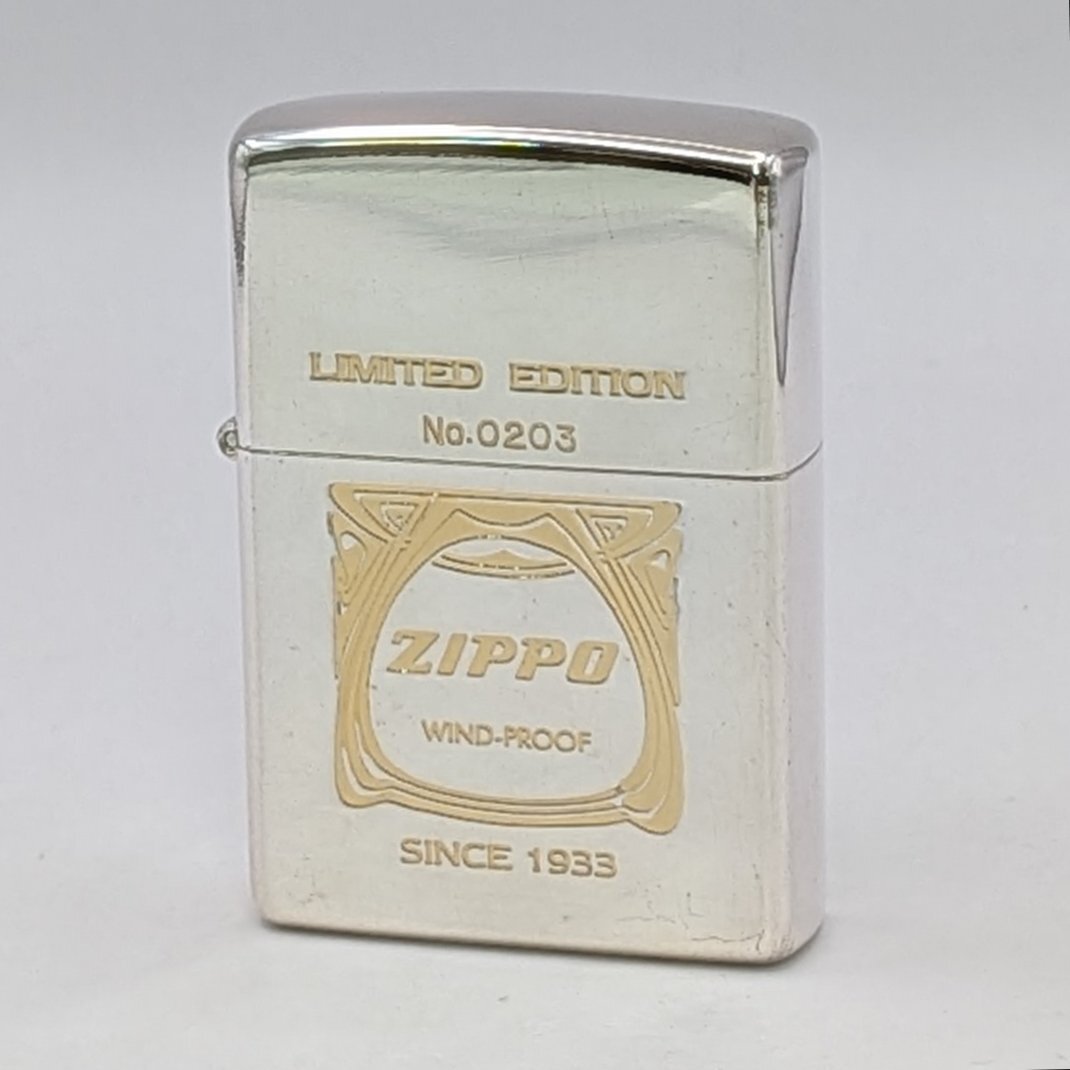 LIMITED EDITION
No.0203
ZIPPO
WIND-PROOF
SINCE 1933